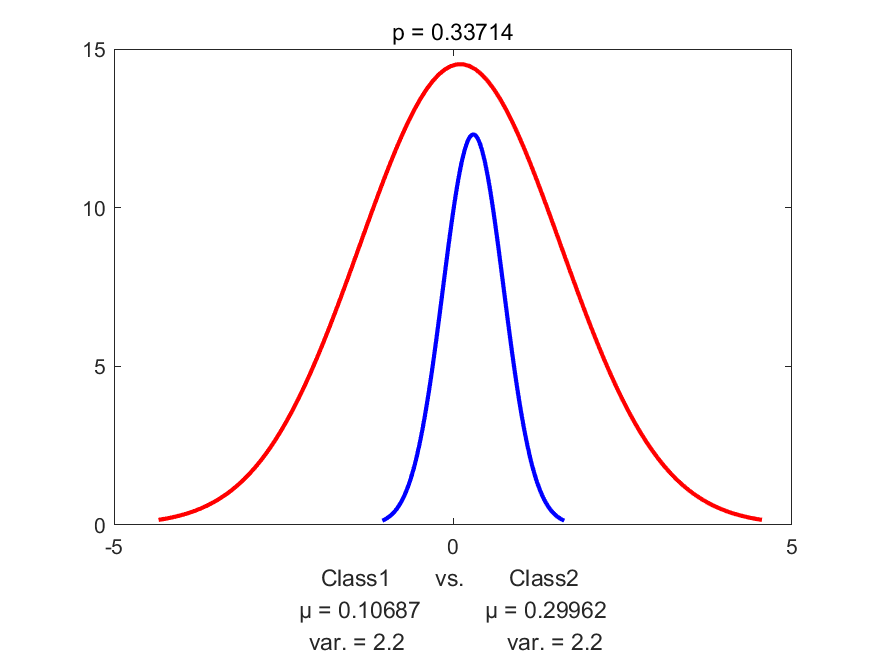 p = 0.33714
15
10
5
0
-5 0 5
Class1 vs. Class2
μ = 0.10687 μ = 0.29962
var. = 2.2 var. = 2.2